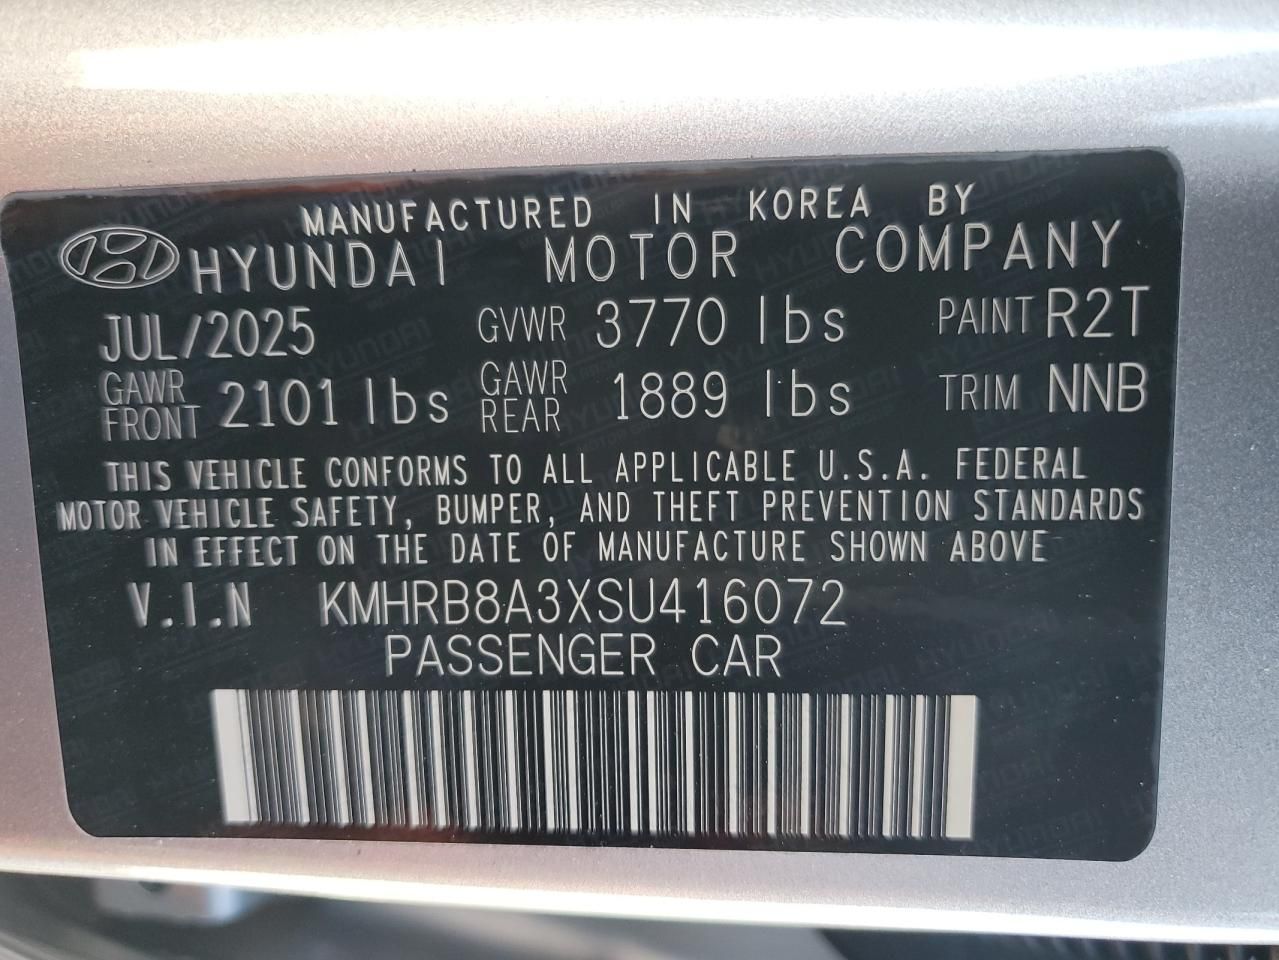 MANUFACTURED IN KOREA BY
HYUNDAI MOTOR COMPANY
JUL/2025 GVWR 3770 lbs PAINT R2T
GAWR FRONT 2101 lbs GAWR REAR 1889 lbs TRIM NNB
THIS VEHICLE CONFORMS TO ALL APPLICABLE U.S.A. FEDERAL
MOTOR VEHICLE SAFETY, BUMPER, AND THEFT PREVENTION STANDARDS
IN EFFECT ON THE DATE OF MANUFACTURE SHOWN ABOVE
V.I.N KMHRB8A3XSU416072
PASSENGER CAR